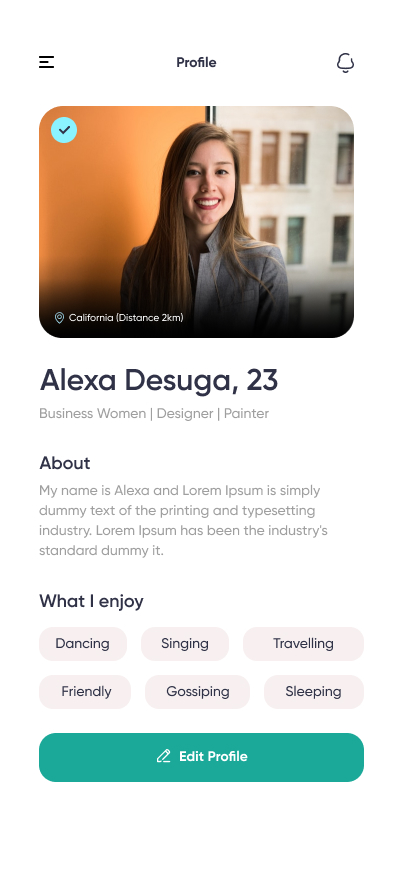 Profile
California (Distance 2km)
Alexa Desuga, 23
Business Women | Designer | Painter
About
My name is Alexa and Lorem Ipsum is simply
dummy text of the printing and typesetting
industry. Lorem Ipsum has been the industry's
standard dummy it.
What I enjoy
Dancing Singing Travelling
Friendly Gossiping Sleeping
Edit Profile